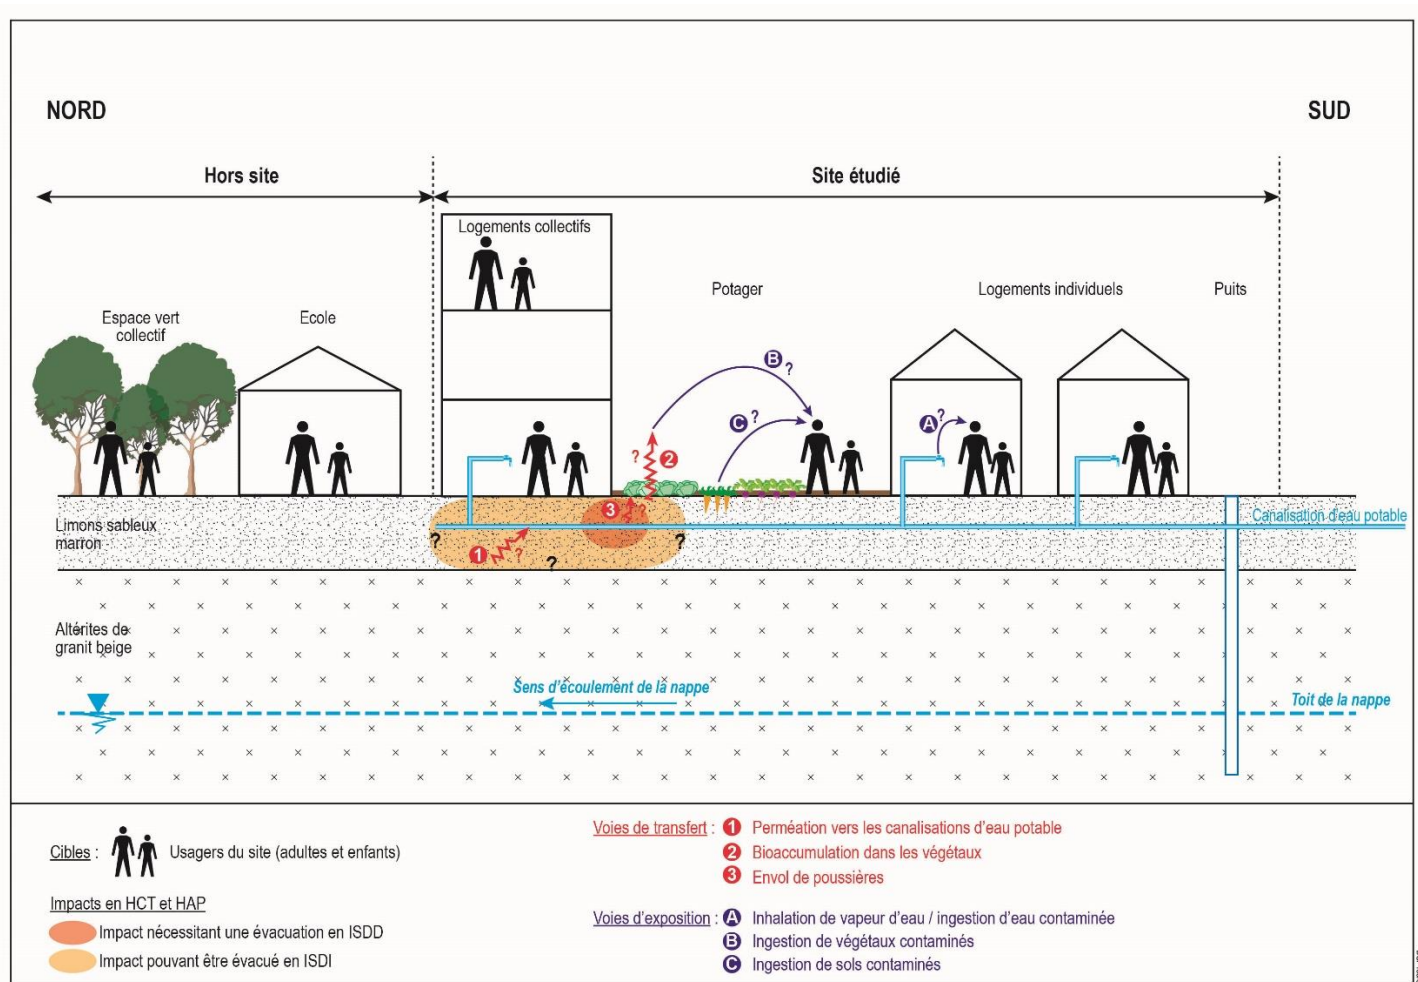 NORD
SUD
Hors site
Site étudié
Logements collectifs
Potager
Logements individuels
Puits
Espace vert
collectif
Ecole
B ?
C ?
A ?
? 2
3 ?
1 ?
?
?
?
Limons sableux
marron
Canalisation d'eau potable
Altérites de
granit beige
Sens d'écoulement de la nappe
Toit de la nappe
Cibles : Usagers du site (adultes et enfants)
Impacts en HCT et HAP
Impact nécessitant une évacuation en ISDD
Impact pouvant être évacué en ISDI
Voies de transfert : 1 Perméation vers les canalisations d'eau potable
2 Bioaccumulation dans les végétaux
3 Envol de poussières
Voies d'exposition : A Inhalation de vapeur d'eau / ingestion d'eau contaminée
B Ingestion de végétaux contaminés
C Ingestion de sols contaminés